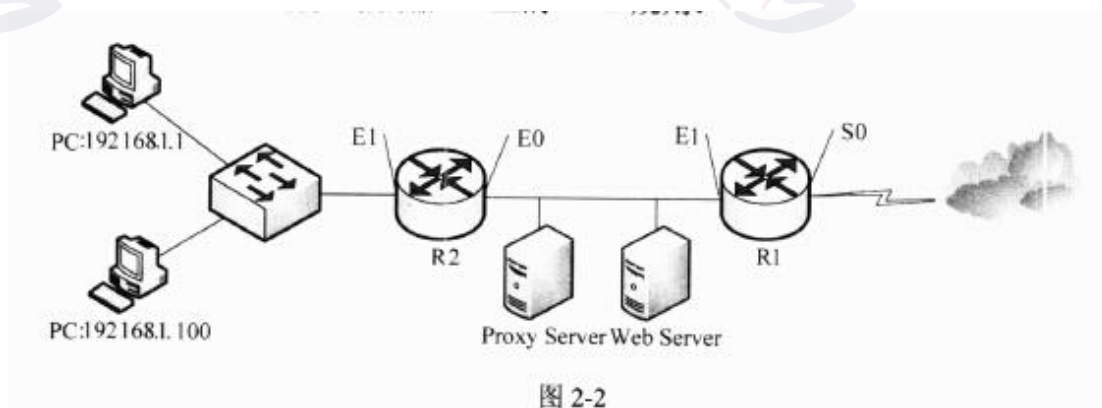 PC:192168.1.1
E1
E0
E1
S0
R2
R1
PC:192168.1.100
Proxy Server
Web Server
图 2-2